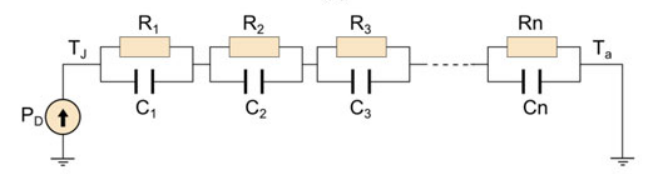 R1 R2 R3 Rn
TJ Ta
C1 C2 C3 Cn
PD